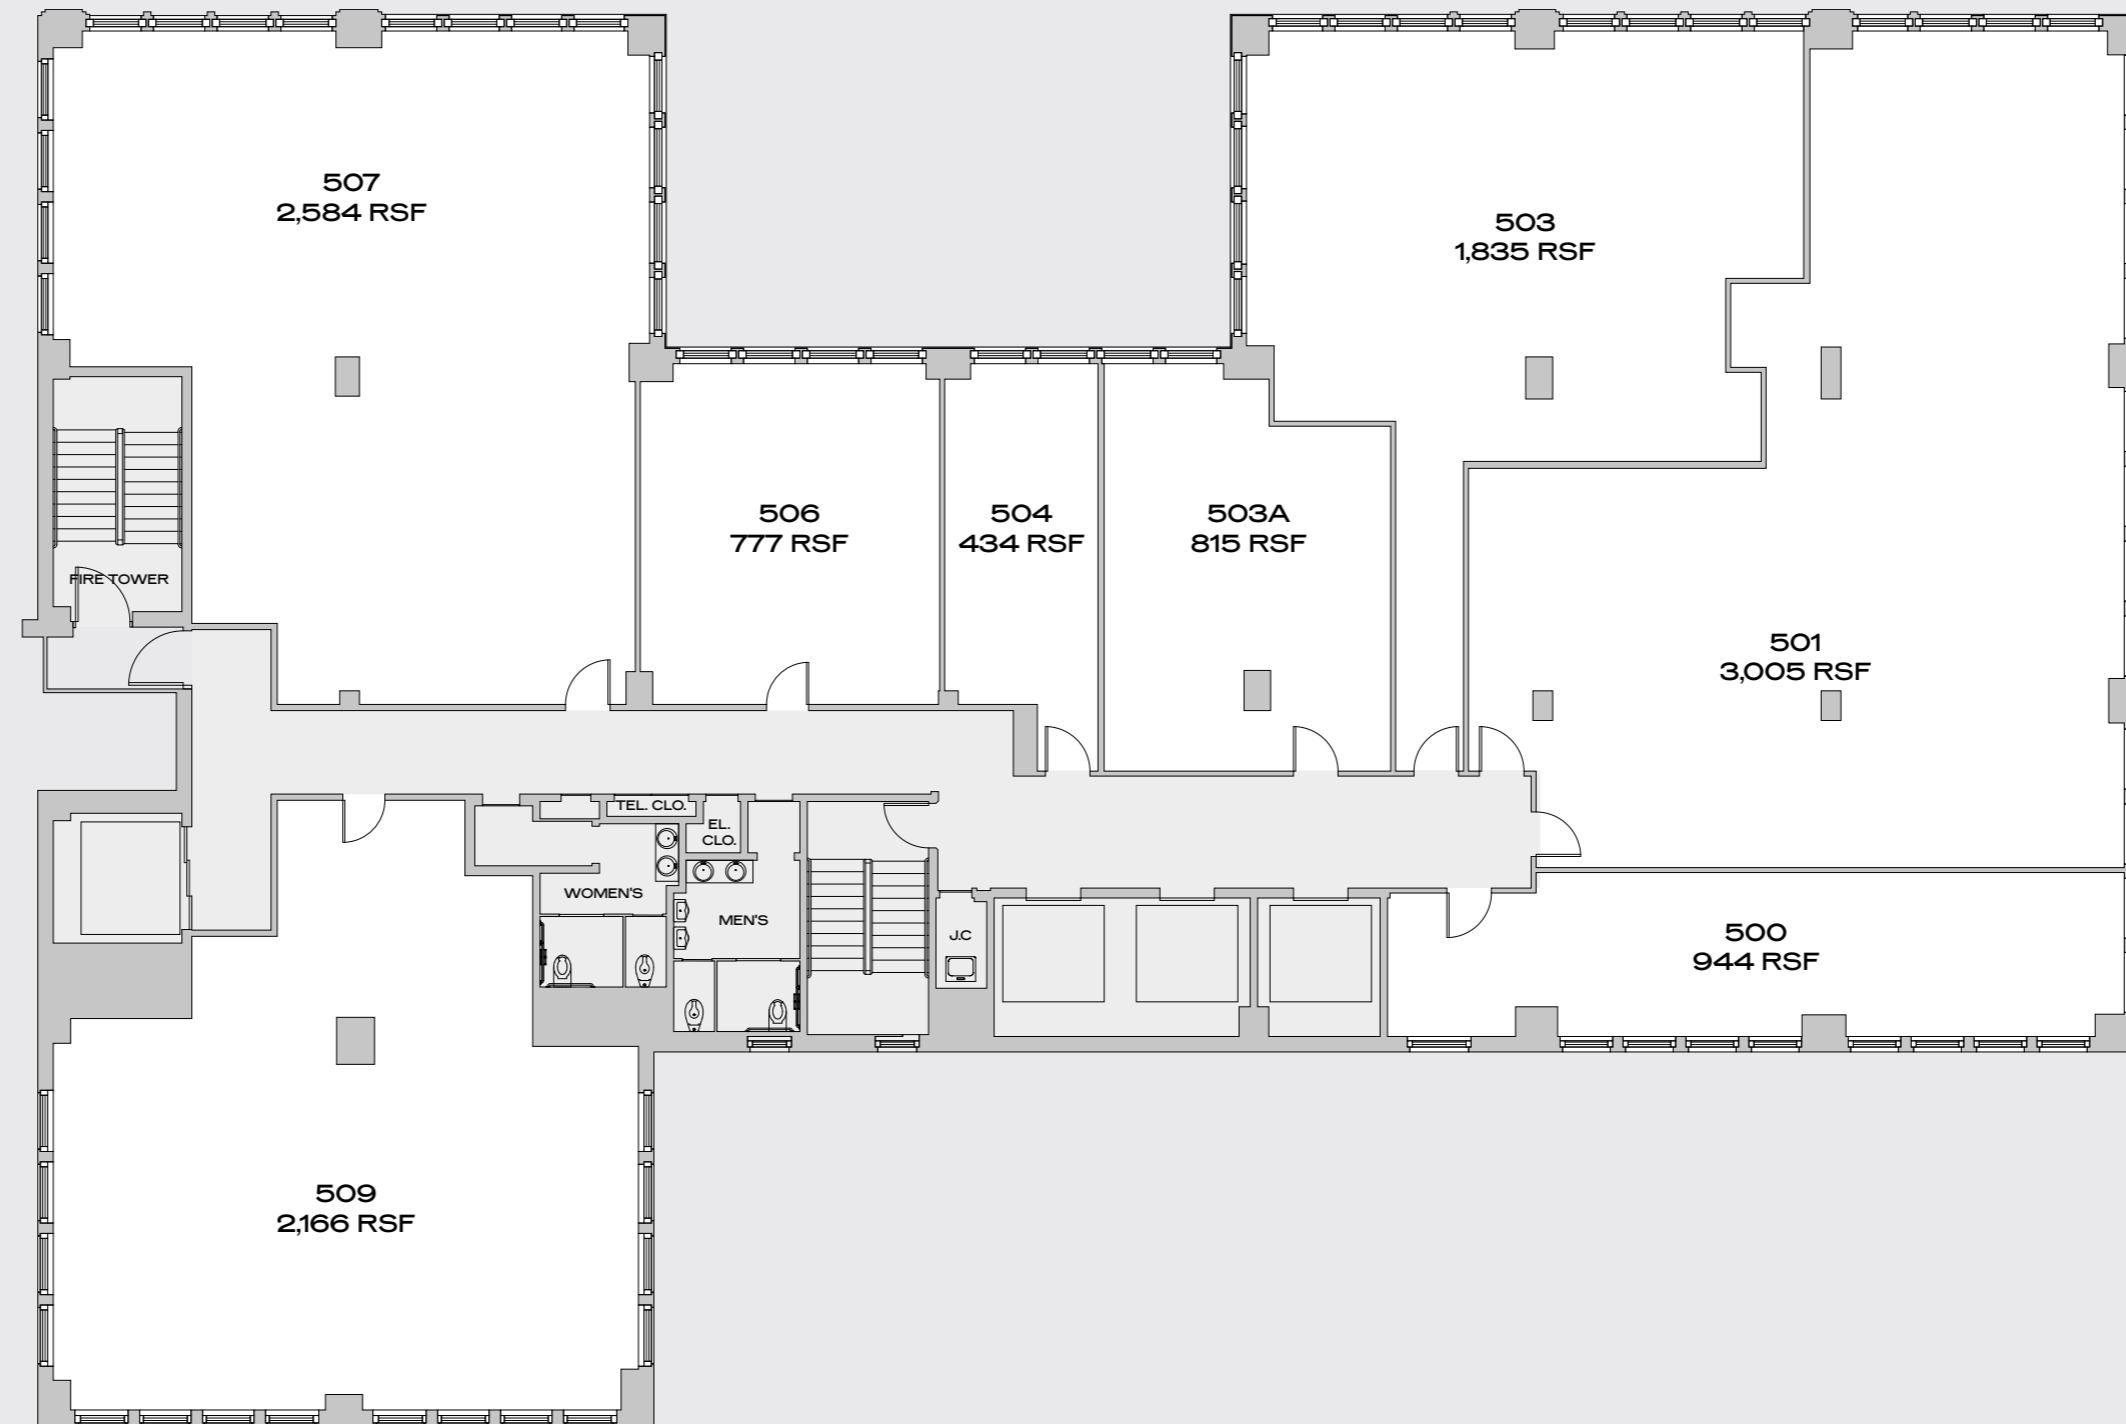 507
2,584 RSF
503
1,835 RSF
506
777 RSF
504
434 RSF
503A
815 RSF
FIRE TOWER
501
3,005 RSF
TEL. CLO.
EL.
CLO.
WOMEN'S
MEN'S
J.C
500
944 RSF
509
2,166 RSF